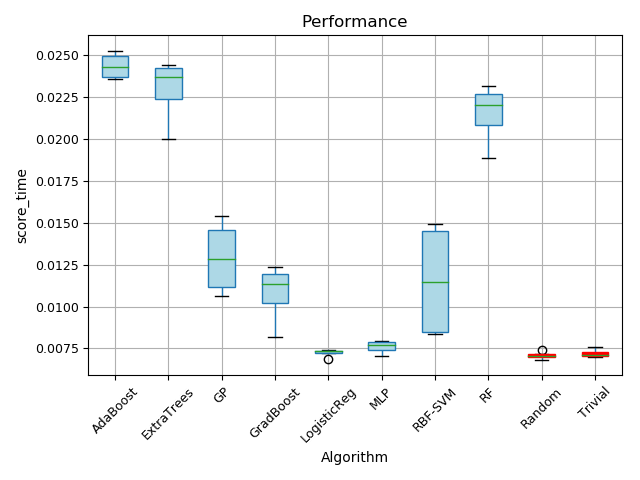 Performance
score_time
0.0250
0.0225
0.0200
0.0175
0.0150
0.0125
0.0100
0.0075
AdaBoost
ExtraTrees
GP
GradBoost
LogisticReg
MLP
RBF-SVM
RF
Random
Trivial
Algorithm